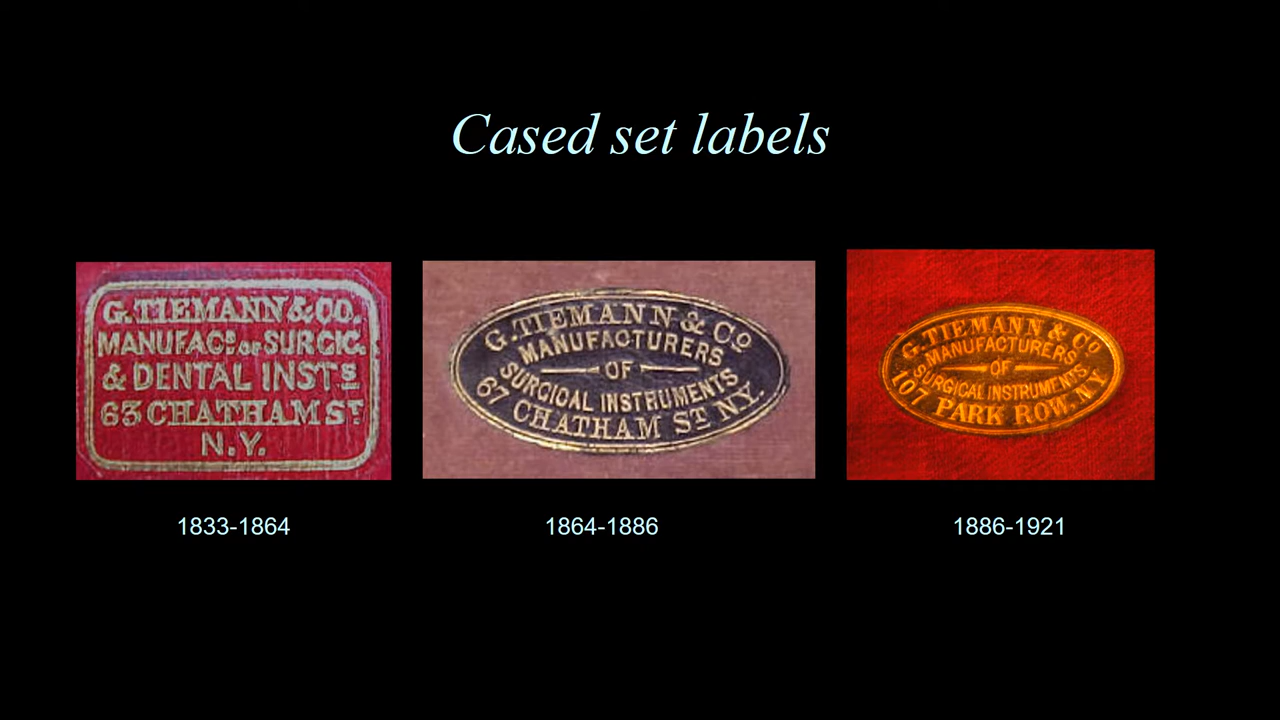 Cased set labels
G. TIEMANN & CO.
MANUFACS. OF SURGIC.
& DENTAL INSTS
63 CHATHAM ST
N.Y.
G. TIEMANN & Co
MANUFACTURERS
OF
SURGICAL INSTRUMENTS
67 CHATHAM ST N.Y.
G. TIEMANN & Co
MANUFACTURERS
OF
SURGICAL INSTRUMENTS
107 PARK ROW, N.Y.
1833-1864
1864-1886
1886-1921